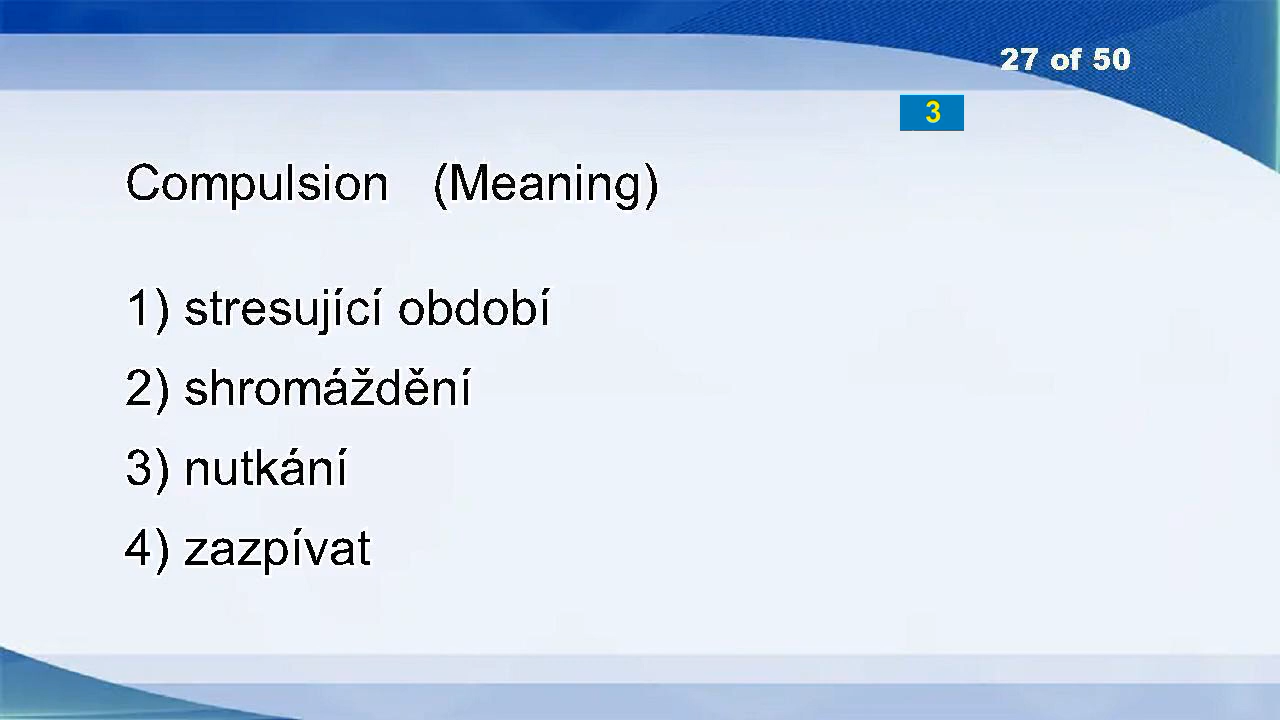 27 of 50
3
Compulsion (Meaning)
1) stresující období
2) shromáždění
3) nutkání
4) zazpívat